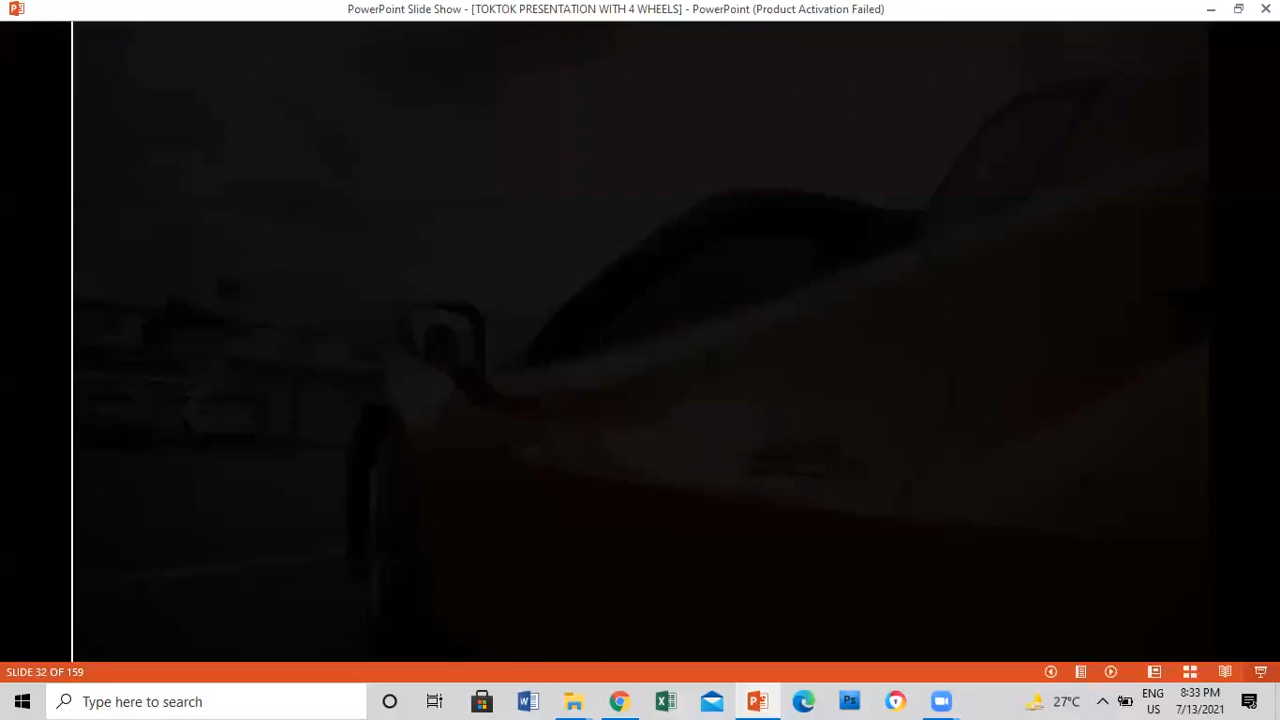 PowerPoint Slide Show - [TOKTOK PRESENTATION WITH 4 WHEELS] - PowerPoint (Product Activation Failed)
SLIDE 32 OF 159
Type here to search
27°C
ENG
US
8:33 PM
7/13/2021